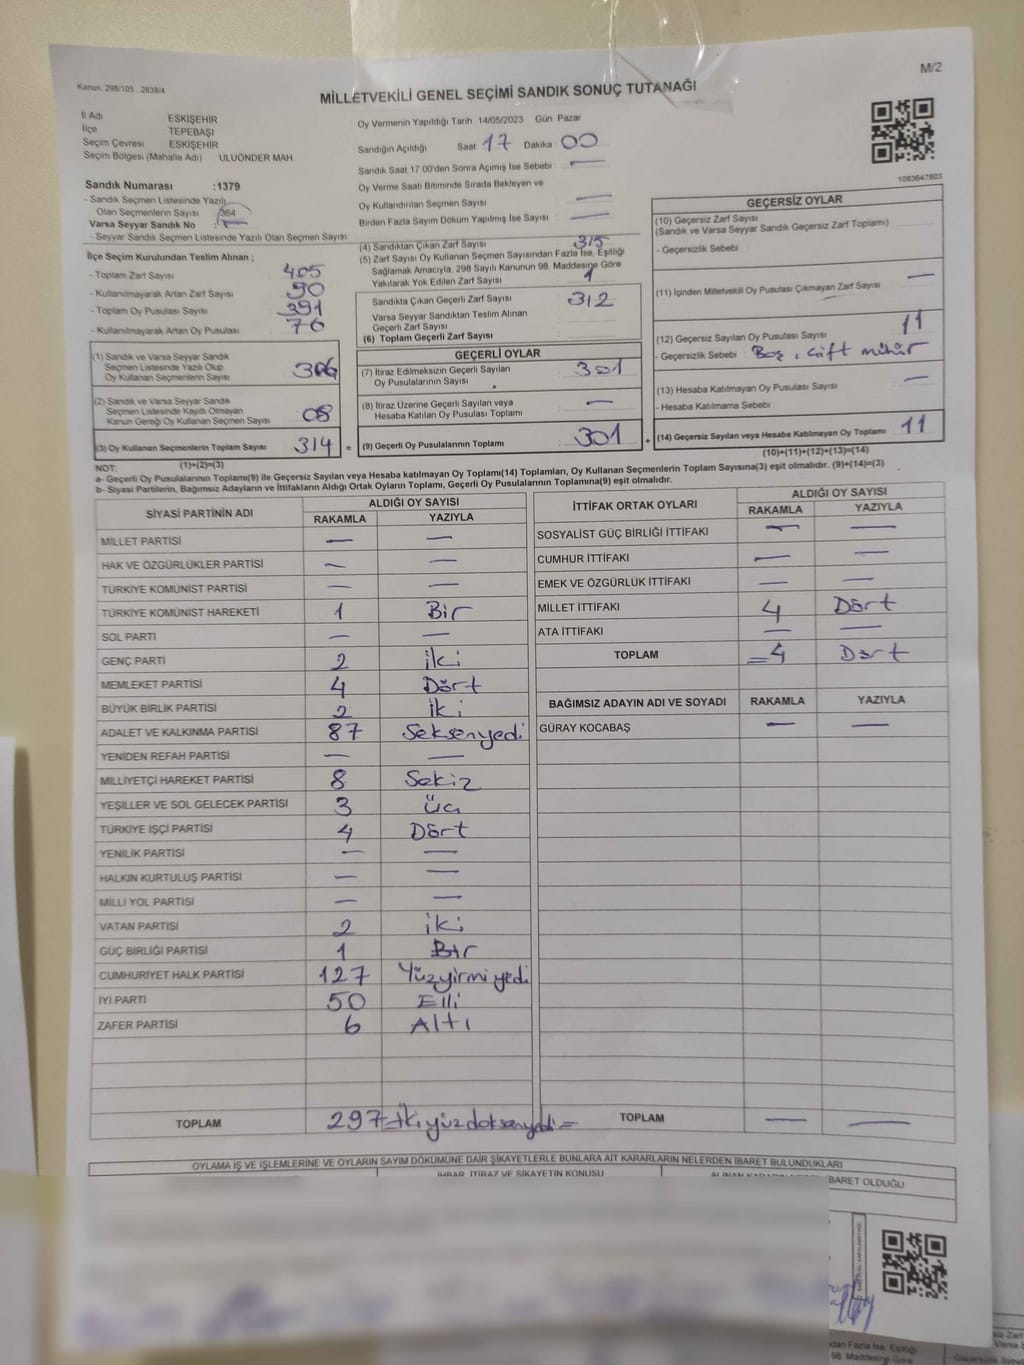 M/2
Kanun. 298/105 . 2839/4
MİLLETVEKİLİ GENEL SEÇİMİ SANDIK SONUÇ TUTANAĞI
İl Adı ESKİŞEHİR
İlçe TEPEBAŞI
Seçim Çevresi ESKİŞEHİR
Seçim Bölgesi (Mahalle Adı) ULUÖNDER MAH.
Oy Vermenin Yapıldığı Tarih 14/05/2023 Gün Pazar
Sandığın Açıldığı Saat 17 Dakika 00
Sandık Saat 17 00'den Sonra Açımış İse Sebebi : —
Oy Verme Saati Bitiminde Sırada Bekleyen ve
Oy Kullandırılan Seçmen Sayısı —
Birden Fazla Sayım Döküm Yapılmış İse Sayısı —
1083647803
Sandık Numarası :1379
- Sandık Seçmen Listesinde Yazılı
Olan Seçmenlerin Sayısı 364
Varsa Seyyar Sandık No —
- Seyyar Sandık Seçmen Listesinde Yazılı Olan Seçmen Sayısı
İlçe Seçim Kurulundan Teslim Alınan ;
- Toplam Zarf Sayısı 405
- Kullanılmayarak Artan Zarf Sayısı 90
- Toplam Oy Pusulası Sayısı 391
- Kullanılmayarak Artan Oy Pusulası 76
(1) Sandık ve Varsa Seyyar Sandık
Seçmen Listesinde Yazılı Olup
Oy Kullanan Seçmenlerin Sayısı 306
(2) Sandık ve Varsa Seyyar Sandık
Seçmen Listesinde Kayıtlı Olmayan
Kanun Gereği Oy Kullanan Seçmen Sayısı 08
(3) Oy Kullanan Seçmenlerin Toplam Sayısı 314 =
(1)+(2)=(3)
(4) Sandıktan Çıkan Zarf Sayısı 315
(5) Zarf Sayısı Oy Kullanan Seçmen Sayısından Fazla İse, Eşitliği
Sağlamak Amacıyla, 298 Sayılı Kanunun 98. Maddesine Göre
Yakılarak Yok Edilen Zarf Sayısı 1
Sandıkta Çıkan Geçerli Zarf Sayısı 312
Varsa Seyyar Sandıktan Teslim Alınan
Geçerli Zarf Sayısı
(6) Toplam Geçerli Zarf Sayısı
GEÇERLİ OYLAR
(7) İtiraz Edilmeksizin Geçerli Sayılan
Oy Pusulalarının Sayısı 301
(8) İtiraz Üzerine Geçerli Sayılan veya
Hesaba Katılan Oy Pusulası Toplamı —
(9) Geçerli Oy Pusulalarının Toplamı 301 +
GEÇERSİZ OYLAR
(10) Geçersiz Zarf Sayısı
(Sandık ve Varsa Seyyar Sandık Geçersiz Zarf Toplamı)
- Geçersizlik Sebebi :
(11) İçinden Milletvekili Oy Pusulası Çıkmayan Zarf Sayısı —
(12) Geçersiz Sayılan Oy Pusulası Sayısı 11
- Geçersizlik Sebebi : Boş, çift mühür
(13) Hesaba Katılmayan Oy Pusulası Sayısı —
- Hesaba Katılmama Sebebi
(14) Geçersiz Sayılan veya Hesaba Katılmayan Oy Toplamı 11
(10)+(11)+(12)+(13)=(14)
NOT:
a- Geçerli Oy Pusulalarının Toplamı(9) ile Geçersiz Sayılan veya Hesaba katılmayan Oy Toplamı(14) Toplamları, Oy Kullanan Seçmenlerin Toplam Sayısına(3) eşit olmalıdır. (9)+(14)=(3)
b- Siyasi Partilerin, Bağımsız Adayların ve İttifakların Aldığı Ortak Oyların Toplamı, Geçerli Oy Pusulalarının Toplamına(9) eşit olmalıdır.
SİYASİ PARTİNİN ADI ALDIĞI OY SAYISI
RAKAMLA YAZIYLA
MİLLET PARTİSİ — —
HAK VE ÖZGÜRLÜKLER PARTİSİ — —
TÜRKİYE KOMÜNİST PARTİSİ — —
TÜRKİYE KOMÜNİST HAREKETİ 1 Bir
SOL PARTİ — —
GENÇ PARTİ 2 İki
MEMLEKET PARTİSİ 4 Dört
BÜYÜK BİRLİK PARTİSİ 2 İki
ADALET VE KALKINMA PARTİSİ 87 Seksenyedi
YENİDEN REFAH PARTİSİ — —
MİLLİYETÇİ HAREKET PARTİSİ 8 Sekiz
YEŞİLLER VE SOL GELECEK PARTİSİ 3 Üç
TÜRKİYE İŞÇİ PARTİSİ 4 Dört
YENİLİK PARTİSİ — —
HALKIN KURTULUŞ PARTİSİ — —
MİLLİ YOL PARTİSİ — —
VATAN PARTİSİ 2 İki
GÜÇ BİRLİĞİ PARTİSİ 1 Bir
CUMHURİYET HALK PARTİSİ 127 Yüzyirmiyedi
İYİ PARTİ 50 Elli
ZAFER PARTİSİ 6 Altı
TOPLAM 297 =İkiyüzdoksanyedi=
İTTİFAK ORTAK OYLARI ALDIĞI OY SAYISI
RAKAMLA YAZIYLA
SOSYALİST GÜÇ BİRLİĞİ İTTİFAKI — —
CUMHUR İTTİFAKI — —
EMEK VE ÖZGÜRLÜK İTTİFAKI — —
MİLLET İTTİFAKI 4 Dört
ATA İTTİFAKI — —
TOPLAM =4 Dört
BAĞIMSIZ ADAYIN ADI VE SOYADI RAKAMLA YAZIYLA
GÜRAY KOCABAŞ — —
TOPLAM — —
OYLAMA İŞ VE İŞLEMLERİNE VE OYLARIN SAYIM DÖKÜMÜNE DAİR ŞİKAYETLERLE BUNLARA AİT KARARLARIN NELERDEN İBARET BULUNDUKLARI
İHBAR, İTİRAZ VE ŞİKAYETİN KONUSU
BARET OLDUĞU
dan Fazla İse, Eşitliği
98. Maddesine Göre